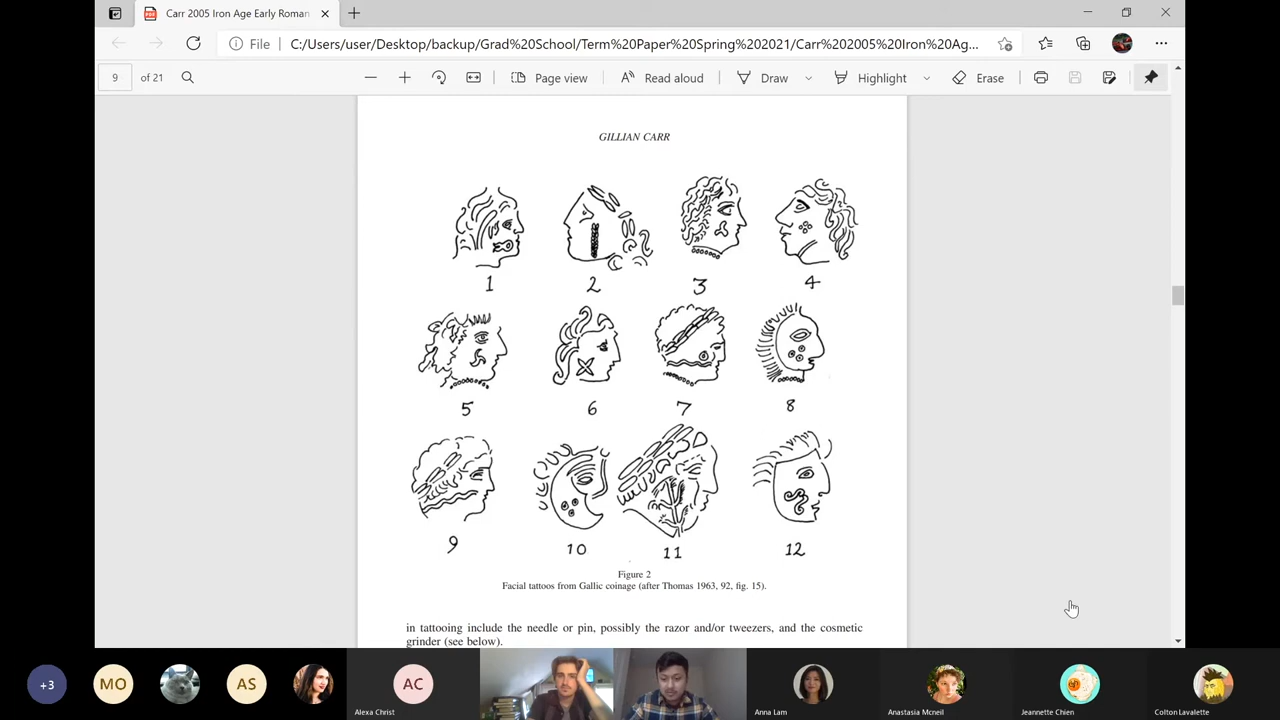 Carr 2005 Iron Age Early Roman
File
C:/Users/user/Desktop/backup/Grad%20School/Term%20Paper%20Spring%202021/Carr%202005%20Iron%20Ag...
9 of 21
Page view
Read aloud
Draw
Highlight
Erase
GILLIAN CARR
1 2 3 4
5 6 7 8
9 10 11 12
Figure 2
Facial tattoos from Gallic coinage (after Thomas 1963, 92, fig. 15).
in tattooing include the needle or pin, possibly the razor and/or tweezers, and the cosmetic
grinder (see below).
+3
MO
AS
AC
Alexa Christ
Anna Lam
Anastasia Mcneil
Jeannette Chien
Colton Lavalette